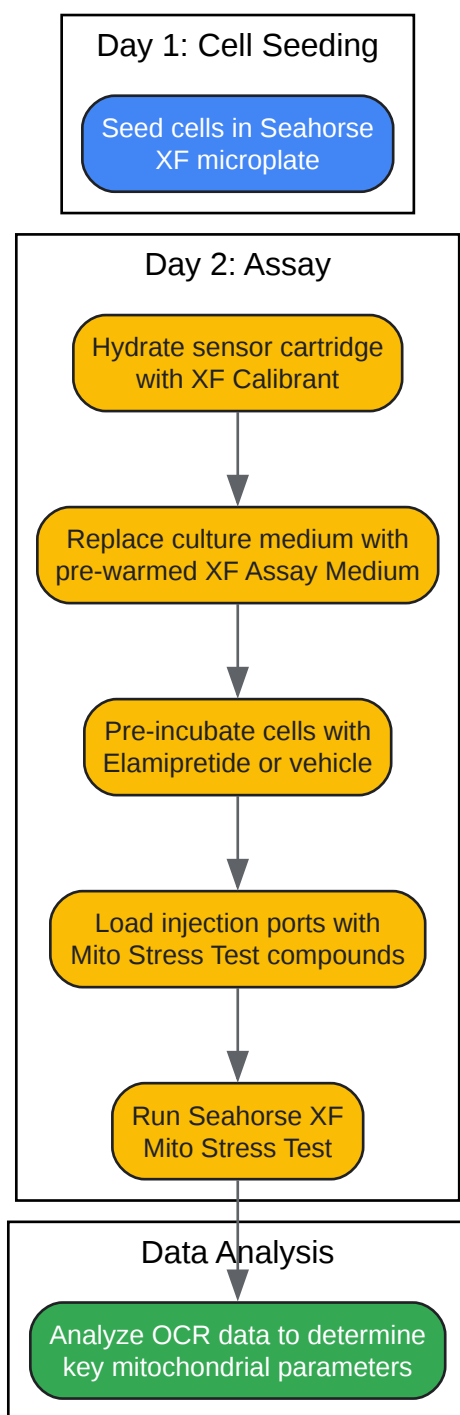 Day 1: Cell Seeding
Seed cells in Seahorse
XF microplate
Day 2: Assay
Hydrate sensor cartridge
with XF Calibrant
Replace culture medium with
pre-warmed XF Assay Medium
Pre-incubate cells with
Elamipretide or vehicle
Load injection ports with
Mito Stress Test compounds
Run Seahorse XF
Mito Stress Test
Data Analysis
Analyze OCR data to determine
key mitochondrial parameters